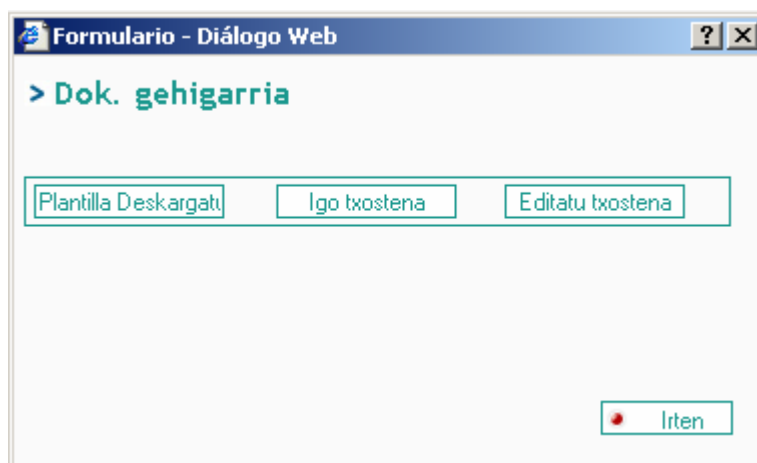 Formulario - Diálogo Web
> Dok. gehigarria
Plantilla Deskargatu Igo txostena Editatu txostena
Irten